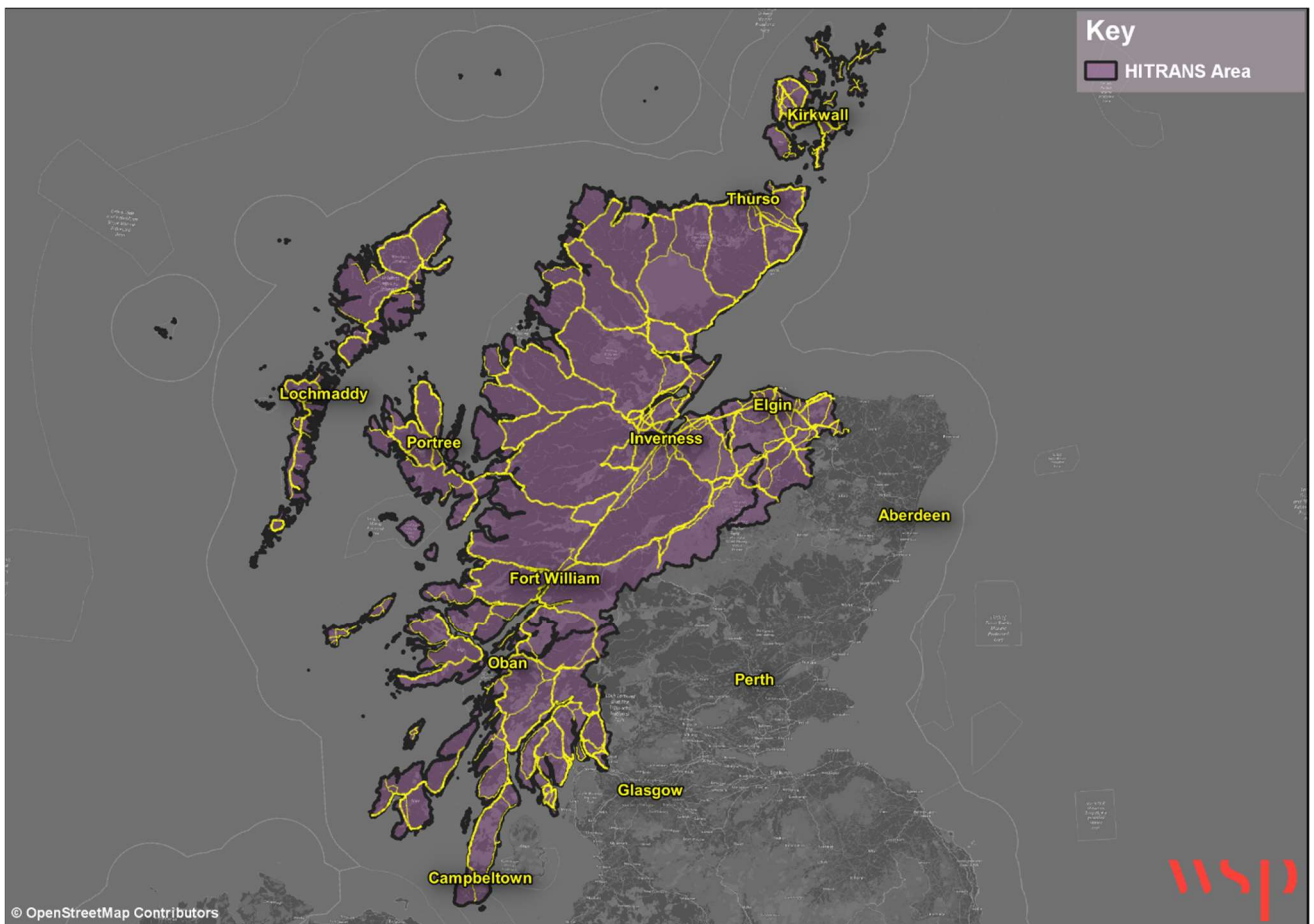 Key
HITRANS Area
Kirkwall
Thurso
Lochmaddy
Elgin
Portree
Inverness
Aberdeen
Fort William
Oban
Perth
Glasgow
Campbeltown
wsp
© OpenStreetMap Contributors